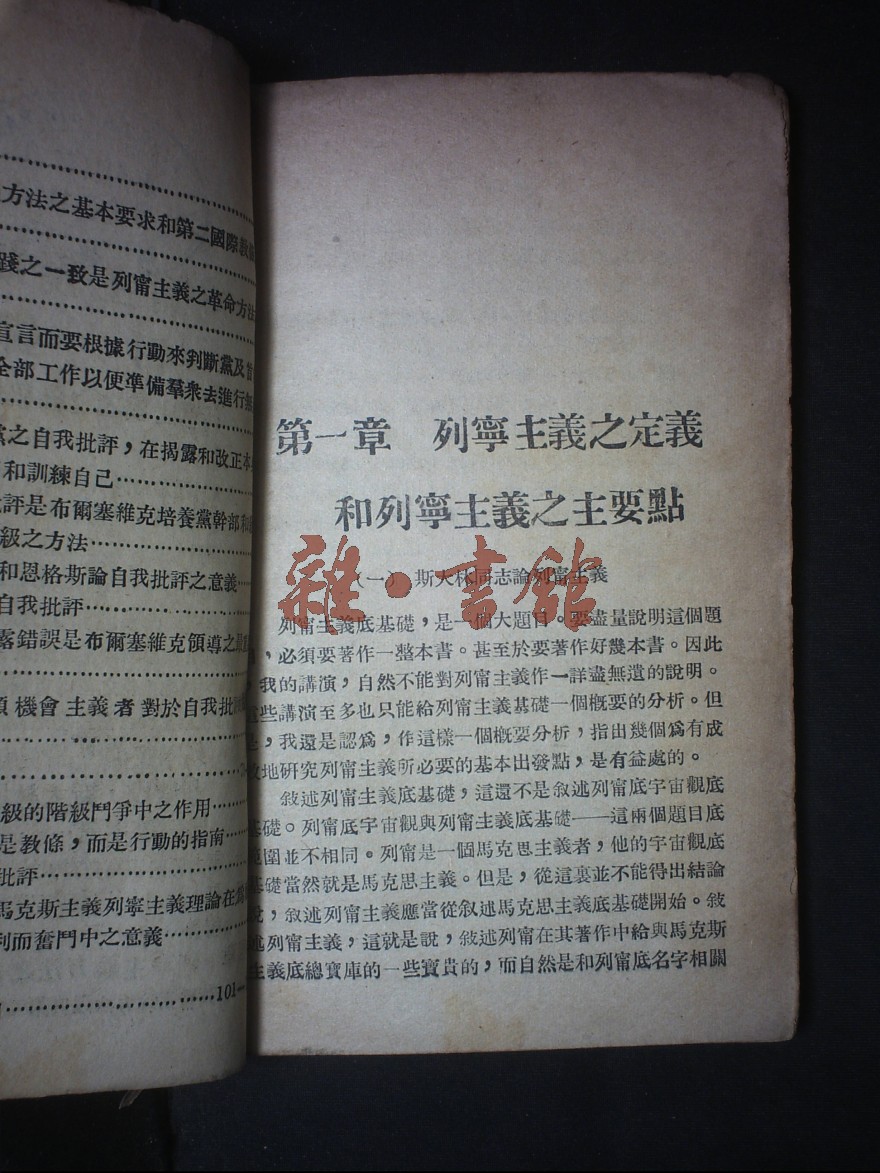 方法之基本要求和第二國際教
踐之一致是列甯主義之革命方法
宣言而要根據行動來判斷黨及
全部工作以便準備羣衆去進行
黨之自我批評，在揭露和改正本
和訓練自己
批評是布爾塞維克培養黨幹部和
級之方法
和恩格斯論自我批評之意義
自我批評
露錯誤是布爾塞維克領導之
機會主義者對於自我批
級的階級鬥爭中之作用
是教條，而是行動的指南
批評
馬克斯主義列甯主義理論在
利而奮鬥中之意義
101
第一章 列寧主義之定義
和列寧主義之主要點
（一） 斯大林同志論列甯主義
列甯主義底基礎，是一個大題目。要盡量說明這個題
，必須要著作一整本書。甚至於要著作好幾本書。因此
我的講演，自然不能對列甯主義作一詳盡無遺的說明。
這些講演至多也只能給列甯主義基礎一個概要的分析。但
是，我還是認爲，作這樣一個概要分析，指出幾個爲有成
效地研究列甯主義所必要的基本出發點，是有益處的。
敍述列甯主義底基礎，這還不是敍述列甯底宇宙觀底
基礎。列甯底宇宙觀與列甯主義底基礎——這兩個題目底
範圍並不相同。列甯是一個馬克思主義者，他的宇宙觀底
基礎當然就是馬克思主義。但是，從這裏並不能得出結論
說，敍述列甯主義應當從敍述馬克思主義底基礎開始。敍
述列甯主義，這就是說，敍述列甯在其著作中給與馬克斯
主義底總寶庫的一些寶貴的，而自然是和列甯底名字相關
雜·書館